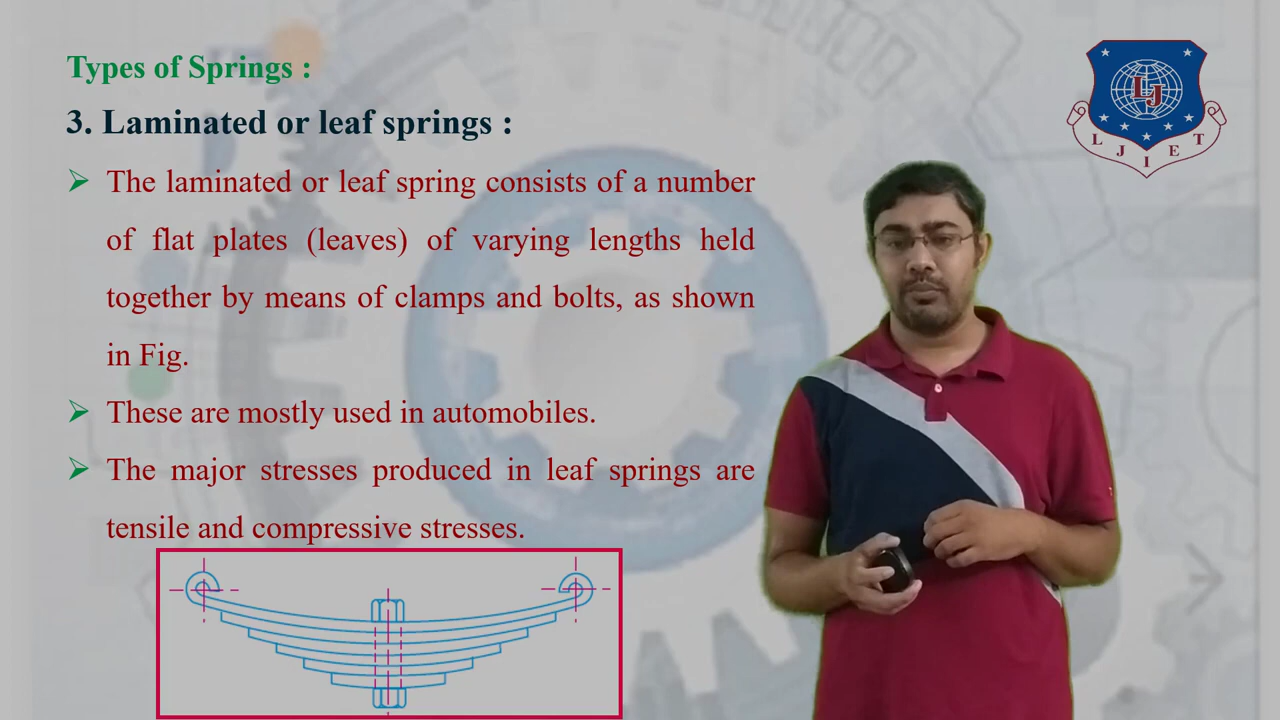 Types of Springs :
3. Laminated or leaf springs :
The laminated or leaf spring consists of a number
of flat plates (leaves) of varying lengths held
together by means of clamps and bolts, as shown
in Fig.
These are mostly used in automobiles.
The major stresses produced in leaf springs are
tensile and compressive stresses.
LJ
L J I E T